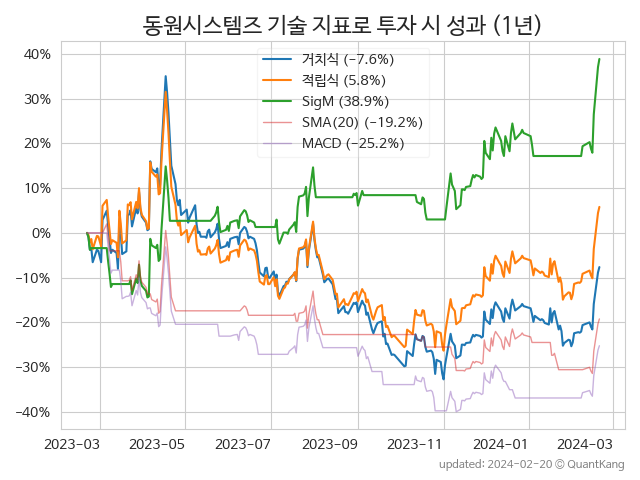 동원시스템즈 기술 지표로 투자 시 성과 (1년)
거치식 (−7.6%)
적립식 (5.8%)
SigM (38.9%)
SMA(20) (−19.2%)
MACD (−25.2%)
40%
30%
20%
10%
0%
−10%
−20%
−30%
−40%
2023-03 2023-05 2023-07 2023-09 2023-11 2024-01 2024-03
updated: 2024-02-20 © QuantKang